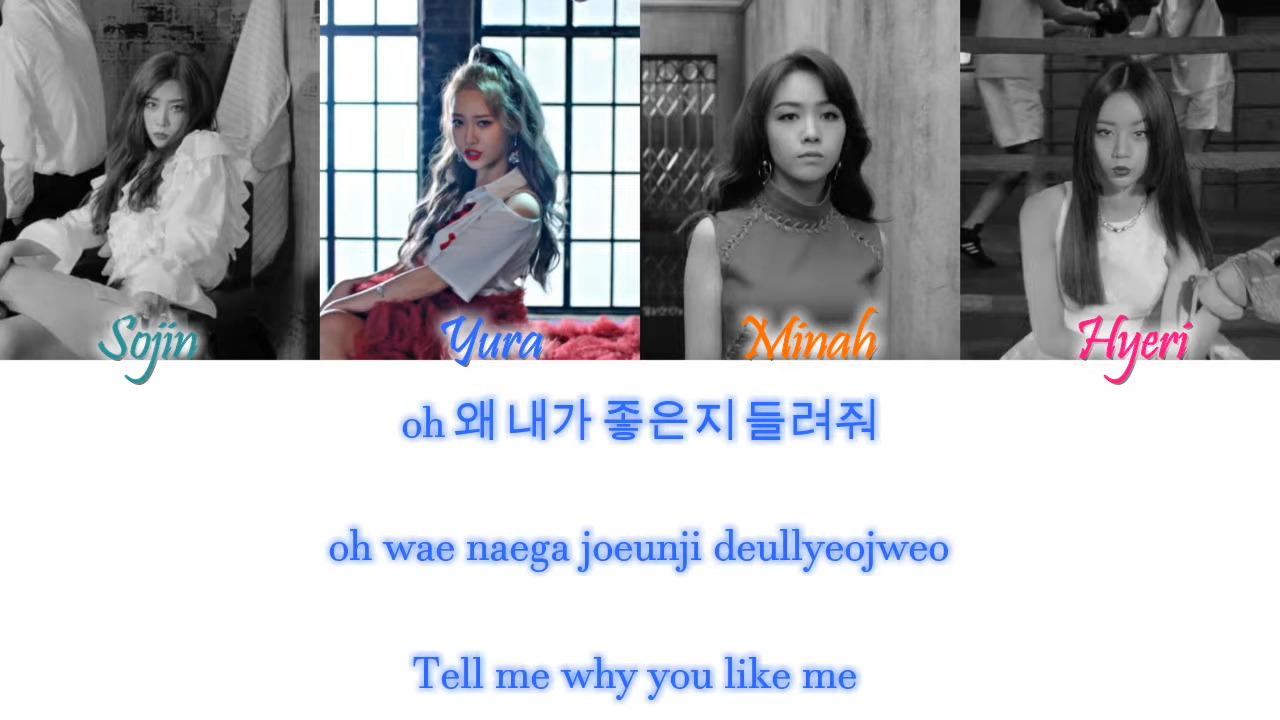 Sojin Yura Minah Hyeri
oh 왜 내가 좋은지 들려줘
oh wae naega joeunji deullyeojweo
Tell me why you like me